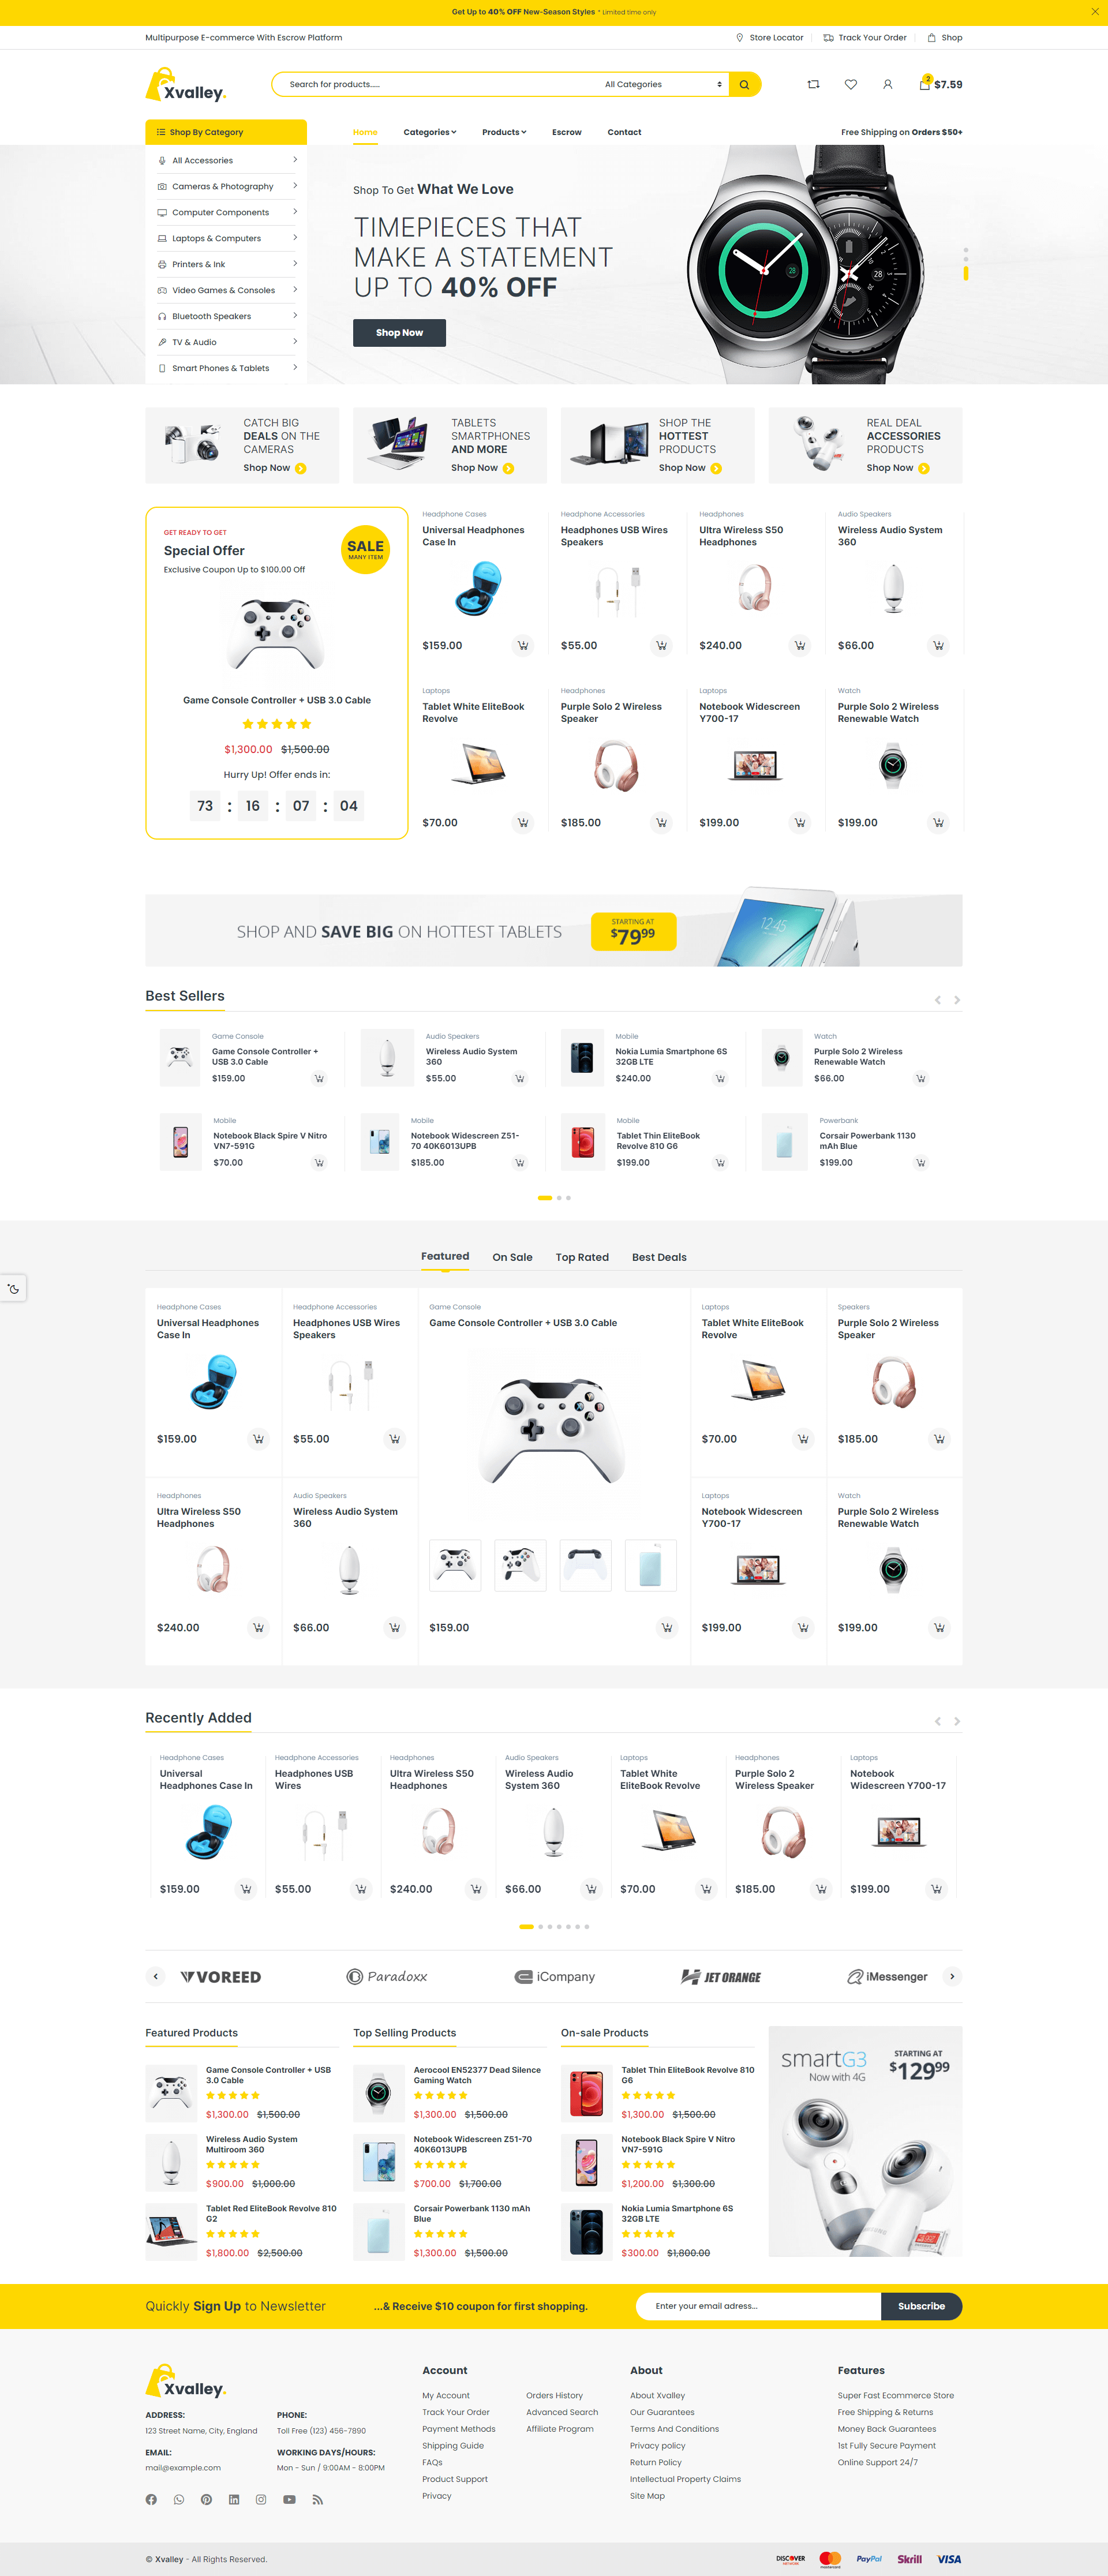 Get Up to 40% OFF New-Season Styles * Limited time only
Multipurpose E-commerce With Escrow Platform
Store Locator
Track Your Order
Shop
Xvalley.
Search for products.....
All Categories
2
$7.59
Shop By Category
Home
Categories
Products
Escrow
Contact
Free Shipping on Orders $50+
All Accessories
Cameras & Photography
Computer Components
Laptops & Computers
Printers & Ink
Video Games & Consoles
Bluetooth Speakers
TV & Audio
Smart Phones & Tablets
Shop To Get What We Love
TIMEPIECES THAT
MAKE A STATEMENT
UP TO 40% OFF
Shop Now
28
28
CATCH BIG
DEALS ON THE
CAMERAS
Shop Now
TABLETS
SMARTPHONES
AND MORE
Shop Now
SHOP THE
HOTTEST
PRODUCTS
Shop Now
REAL DEAL
ACCESSORIES
PRODUCTS
Shop Now
GET READY TO GET
Special Offer
Exclusive Coupon Up to $100.00 Off
SALE
MANY ITEM
Game Console Controller + USB 3.0 Cable
$1,300.00 $1,500.00
Hurry Up! Offer ends in:
73 : 16 : 07 : 04
Headphone Cases
Universal Headphones
Case In
$159.00
Headphone Accessories
Headphones USB Wires
Speakers
$55.00
Headphones
Ultra Wireless S50
Headphones
$240.00
Audio Speakers
Wireless Audio System
360
$66.00
Laptops
Tablet White EliteBook
Revolve
$70.00
Headphones
Purple Solo 2 Wireless
Speaker
$185.00
Laptops
Notebook Widescreen
Y700-17
$199.00
Watch
Purple Solo 2 Wireless
Renewable Watch
$199.00
SHOP AND SAVE BIG ON HOTTEST TABLETS
STARTING AT
$79.99
12:45
Best Sellers
Game Console
Game Console Controller +
USB 3.0 Cable
$159.00
Audio Speakers
Wireless Audio System
360
$55.00
Mobile
Nokia Lumia Smartphone 6S
32GB LTE
$240.00
Watch
Purple Solo 2 Wireless
Renewable Watch
$66.00
Mobile
Notebook Black Spire V Nitro
VN7-591G
$70.00
Mobile
Notebook Widescreen Z51-
70 40K6013UPB
$185.00
Mobile
Tablet Thin EliteBook
Revolve 810 G6
$199.00
Powerbank
Corsair Powerbank 1130
mAh Blue
$199.00
Featured
On Sale
Top Rated
Best Deals
Headphone Cases
Universal Headphones
Case In
$159.00
Headphone Accessories
Headphones USB Wires
Speakers
$55.00
Game Console
Game Console Controller + USB 3.0 Cable
$159.00
Laptops
Tablet White EliteBook
Revolve
$70.00
Speakers
Purple Solo 2 Wireless
Speaker
$185.00
Headphones
Ultra Wireless S50
Headphones
$240.00
Audio Speakers
Wireless Audio System
360
$66.00
Laptops
Notebook Widescreen
Y700-17
$199.00
Watch
Purple Solo 2 Wireless
Renewable Watch
$199.00
Recently Added
Headphone Cases
Universal
Headphones Case In
$159.00
Headphone Accessories
Headphones USB
Wires
$55.00
Headphones
Ultra Wireless S50
Headphones
$240.00
Audio Speakers
Wireless Audio
System 360
$66.00
Laptops
Tablet White
EliteBook Revolve
$70.00
Headphones
Purple Solo 2
Wireless Speaker
$185.00
Laptops
Notebook
Widescreen Y700-17
$199.00
VOREED
Paradoxx
iCompany
JET ORANGE
iMessenger
Featured Products
Game Console Controller + USB
3.0 Cable
$1,300.00 $1,500.00
Wireless Audio System
Multiroom 360
$900.00 $1,000.00
Tablet Red EliteBook Revolve 810
G2
$1,800.00 $2,500.00
Top Selling Products
Aerocool EN52377 Dead Silence
Gaming Watch
$1,300.00 $1,500.00
Notebook Widescreen Z51-70
40K6013UPB
$700.00 $1,700.00
Corsair Powerbank 1130 mAh
Blue
$1,300.00 $1,500.00
On-sale Products
Tablet Thin EliteBook Revolve 810
G6
$1,300.00 $1,500.00
Notebook Black Spire V Nitro
VN7-591G
$1,200.00 $1,300.00
Nokia Lumia Smartphone 6S
32GB LTE
$300.00 $1,800.00
smartG3
Now with 4G
STARTING AT
$129.99
Quickly Sign Up to Newsletter
...& Receive $10 coupon for first shopping.
Enter your email adress...
Subscribe
Xvalley.
ADDRESS:
123 Street Name, City, England
PHONE:
Toll Free (123) 456-7890
EMAIL:
mail@example.com
WORKING DAYS/HOURS:
Mon - Sun / 9:00AM - 8:00PM
Account
My Account
Track Your Order
Payment Methods
Shipping Guide
FAQs
Product Support
Privacy
Orders History
Advanced Search
Affiliate Program
About
About Xvalley
Our Guarantees
Terms And Conditions
Privacy policy
Return Policy
Intellectual Property Claims
Site Map
Features
Super Fast Ecommerce Store
Free Shipping & Returns
Money Back Guarantees
1st Fully Secure Payment
Online Support 24/7
© Xvalley - All Rights Reserved.
DISCOVER
NETWORK
mastercard
PayPal
Skrill
VISA